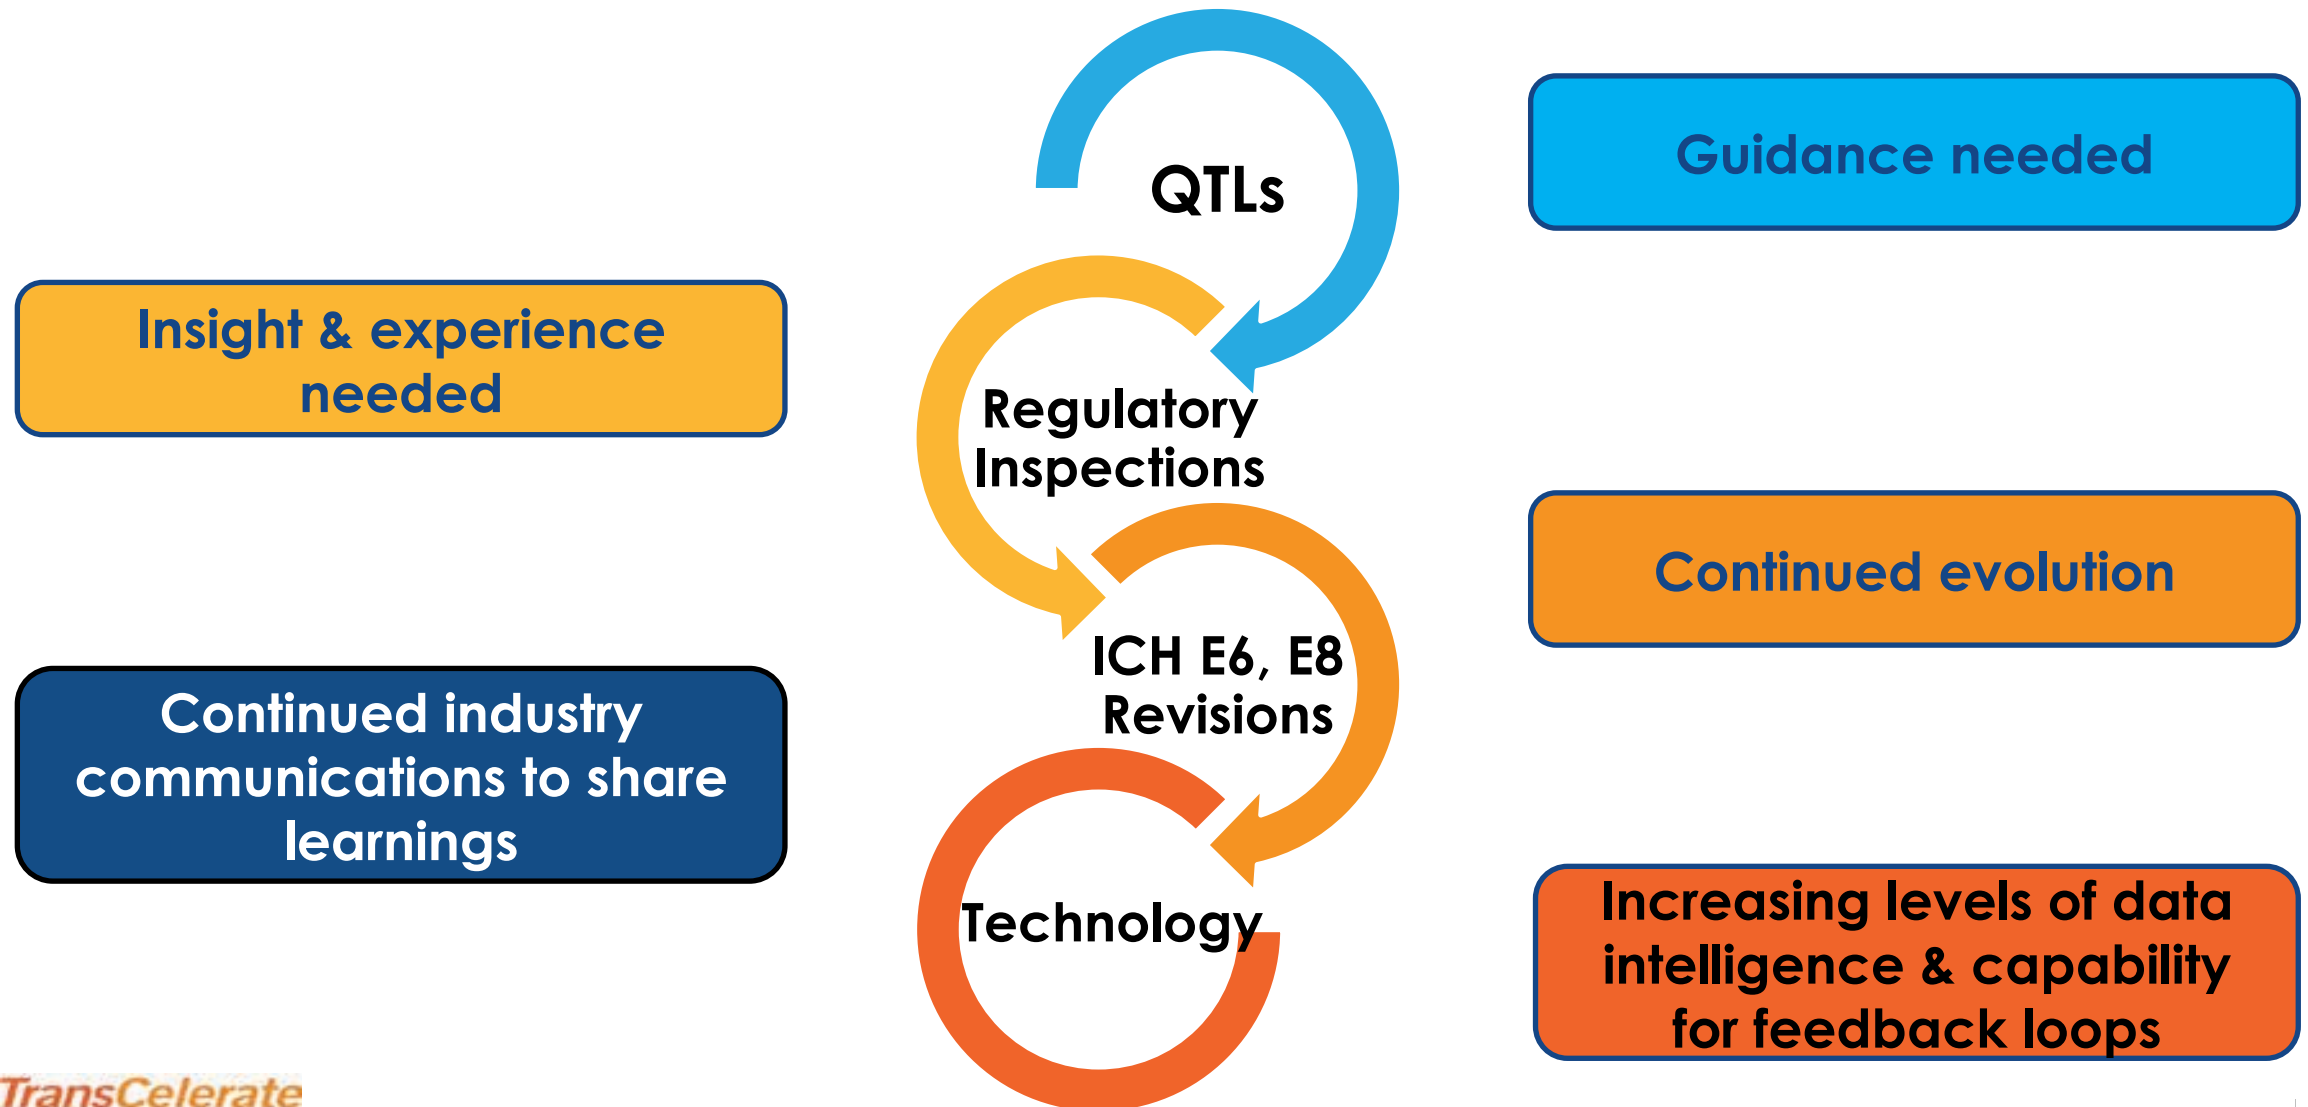 QTLs
Guidance needed
Insight & experience
needed
Regulatory
Inspections
Continued evolution
ICH E6, E8
Revisions
Continued industry
communications to share
learnings
Technology
Increasing levels of data
intelligence & capability
for feedback loops
TransCelerate